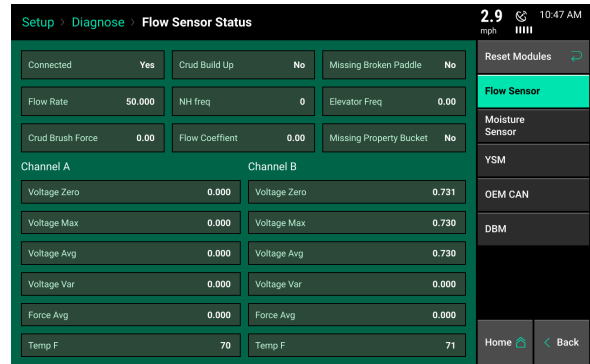 Setup > Diagnose > Flow Sensor Status
2.9 mph
10:47 AM
Connected Yes
Crud Build Up No
Missing Broken Paddle No
Flow Rate 50.000
NH freq 0
Elevator Freq 0.00
Crud Brush Force 0.00
Flow Coeffient 0.00
Missing Property Bucket No
Channel A
Channel B
Voltage Zero 0.000
Voltage Zero 0.731
Voltage Max 0.000
Voltage Max 0.730
Voltage Avg 0.000
Voltage Avg 0.730
Voltage Var 0.000
Voltage Var 0.000
Force Avg 0.000
Force Avg 0.000
Temp F 70
Temp F 71
Reset Modules
Flow Sensor
Moisture
Sensor
YSM
OEM CAN
DBM
Home
< Back